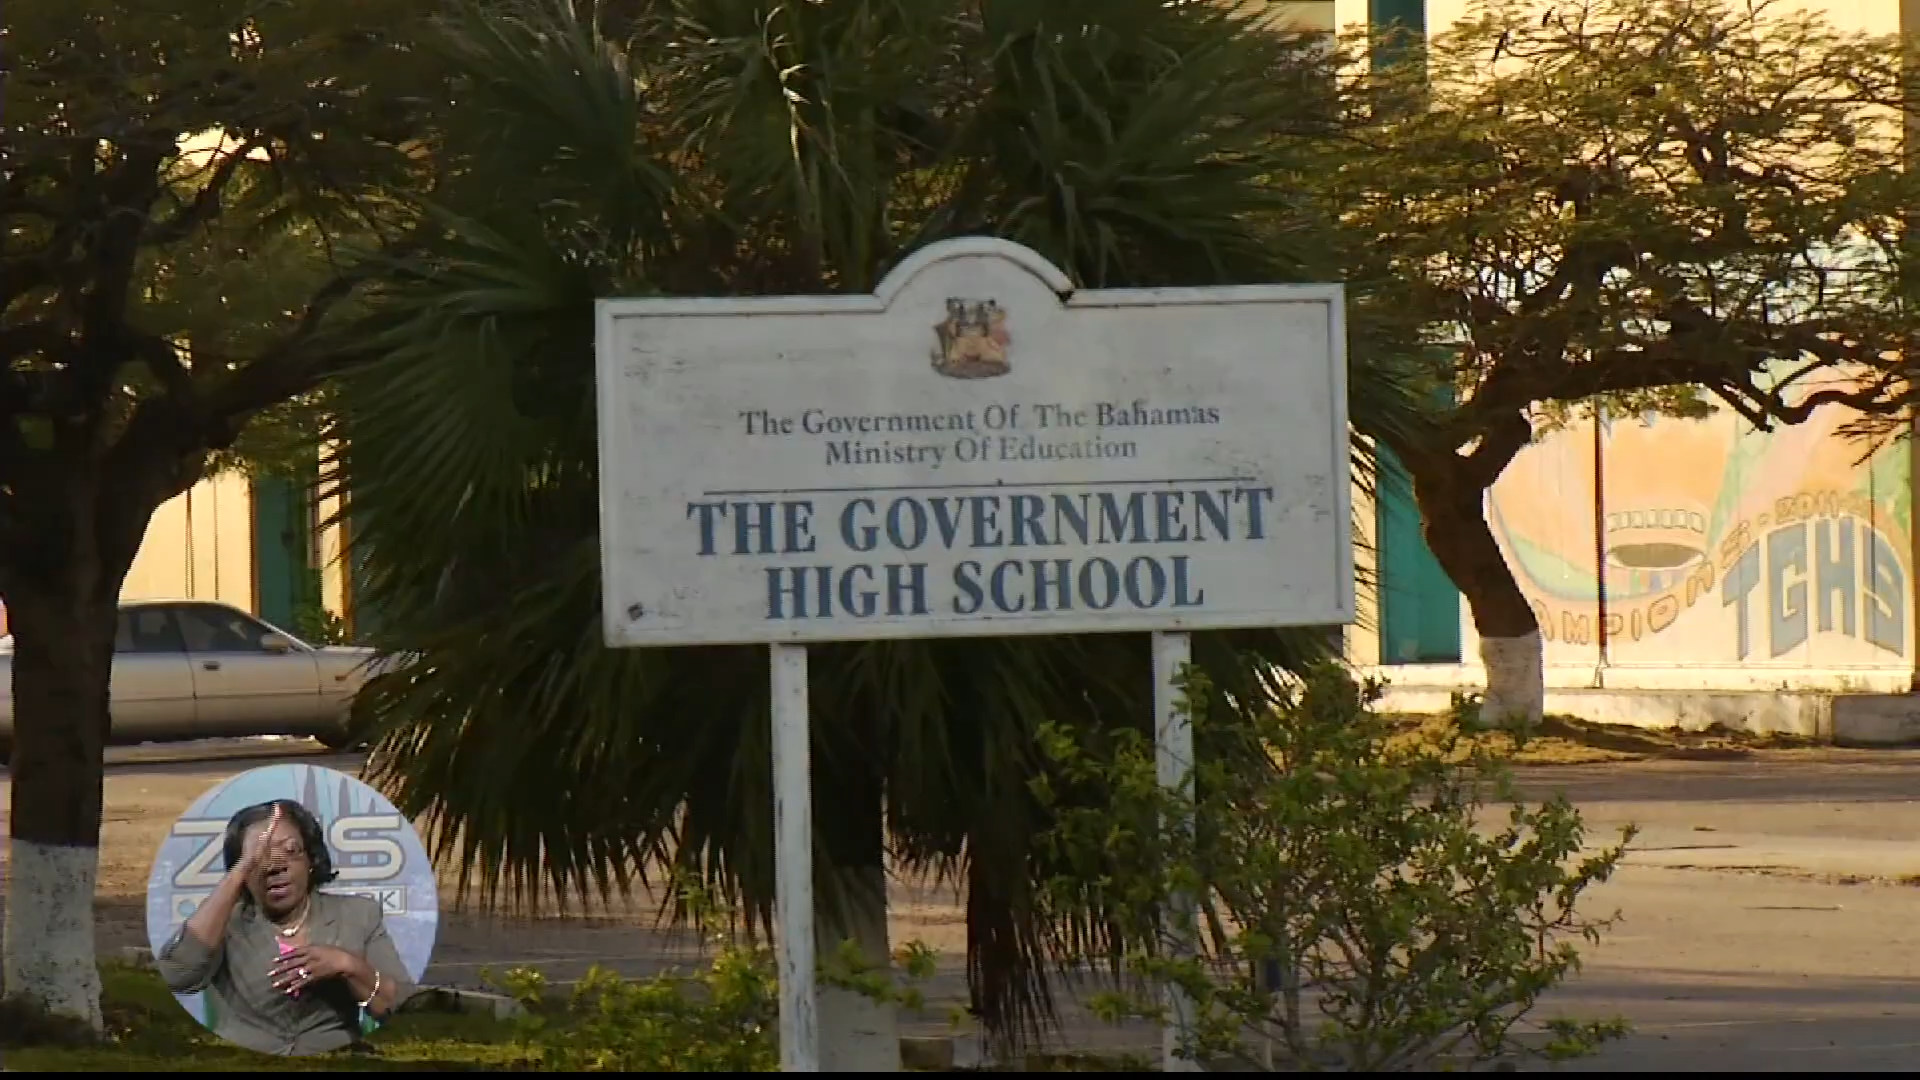 The Government Of The Bahamas
Ministry Of Education
THE GOVERNMENT
HIGH SCHOOL
TGHS